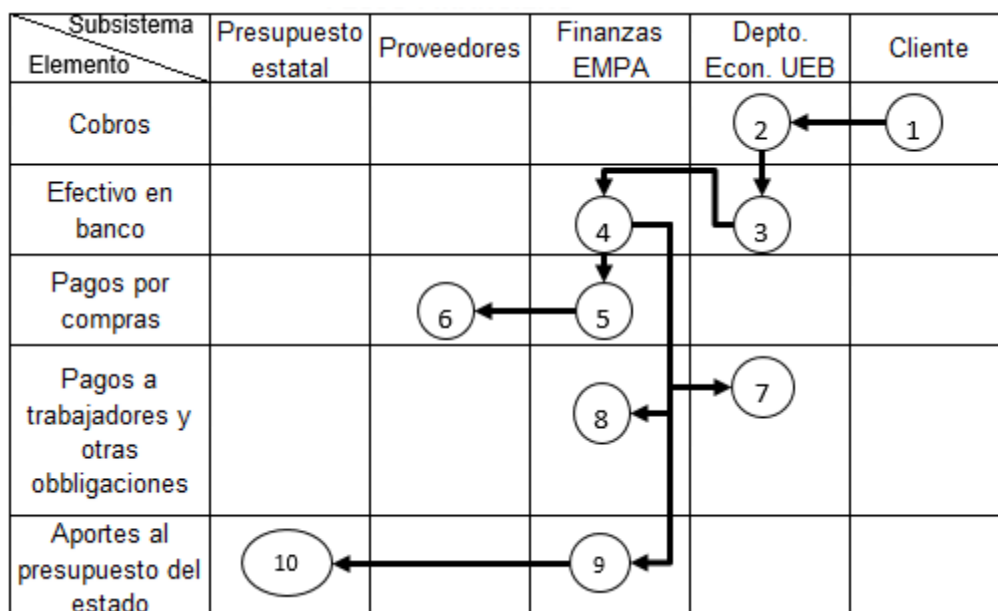 Subsistema
Elemento
Presupuesto
estatal
Proveedores
Finanzas
EMPA
Depto.
Econ. UEB
Cliente
Cobros
2
1
Efectivo en
banco
4
3
Pagos por
compras
6
5
Pagos a
trabajadores y
otras
obbligaciones
8
7
Aportes al
presupuesto del
estado
10
9